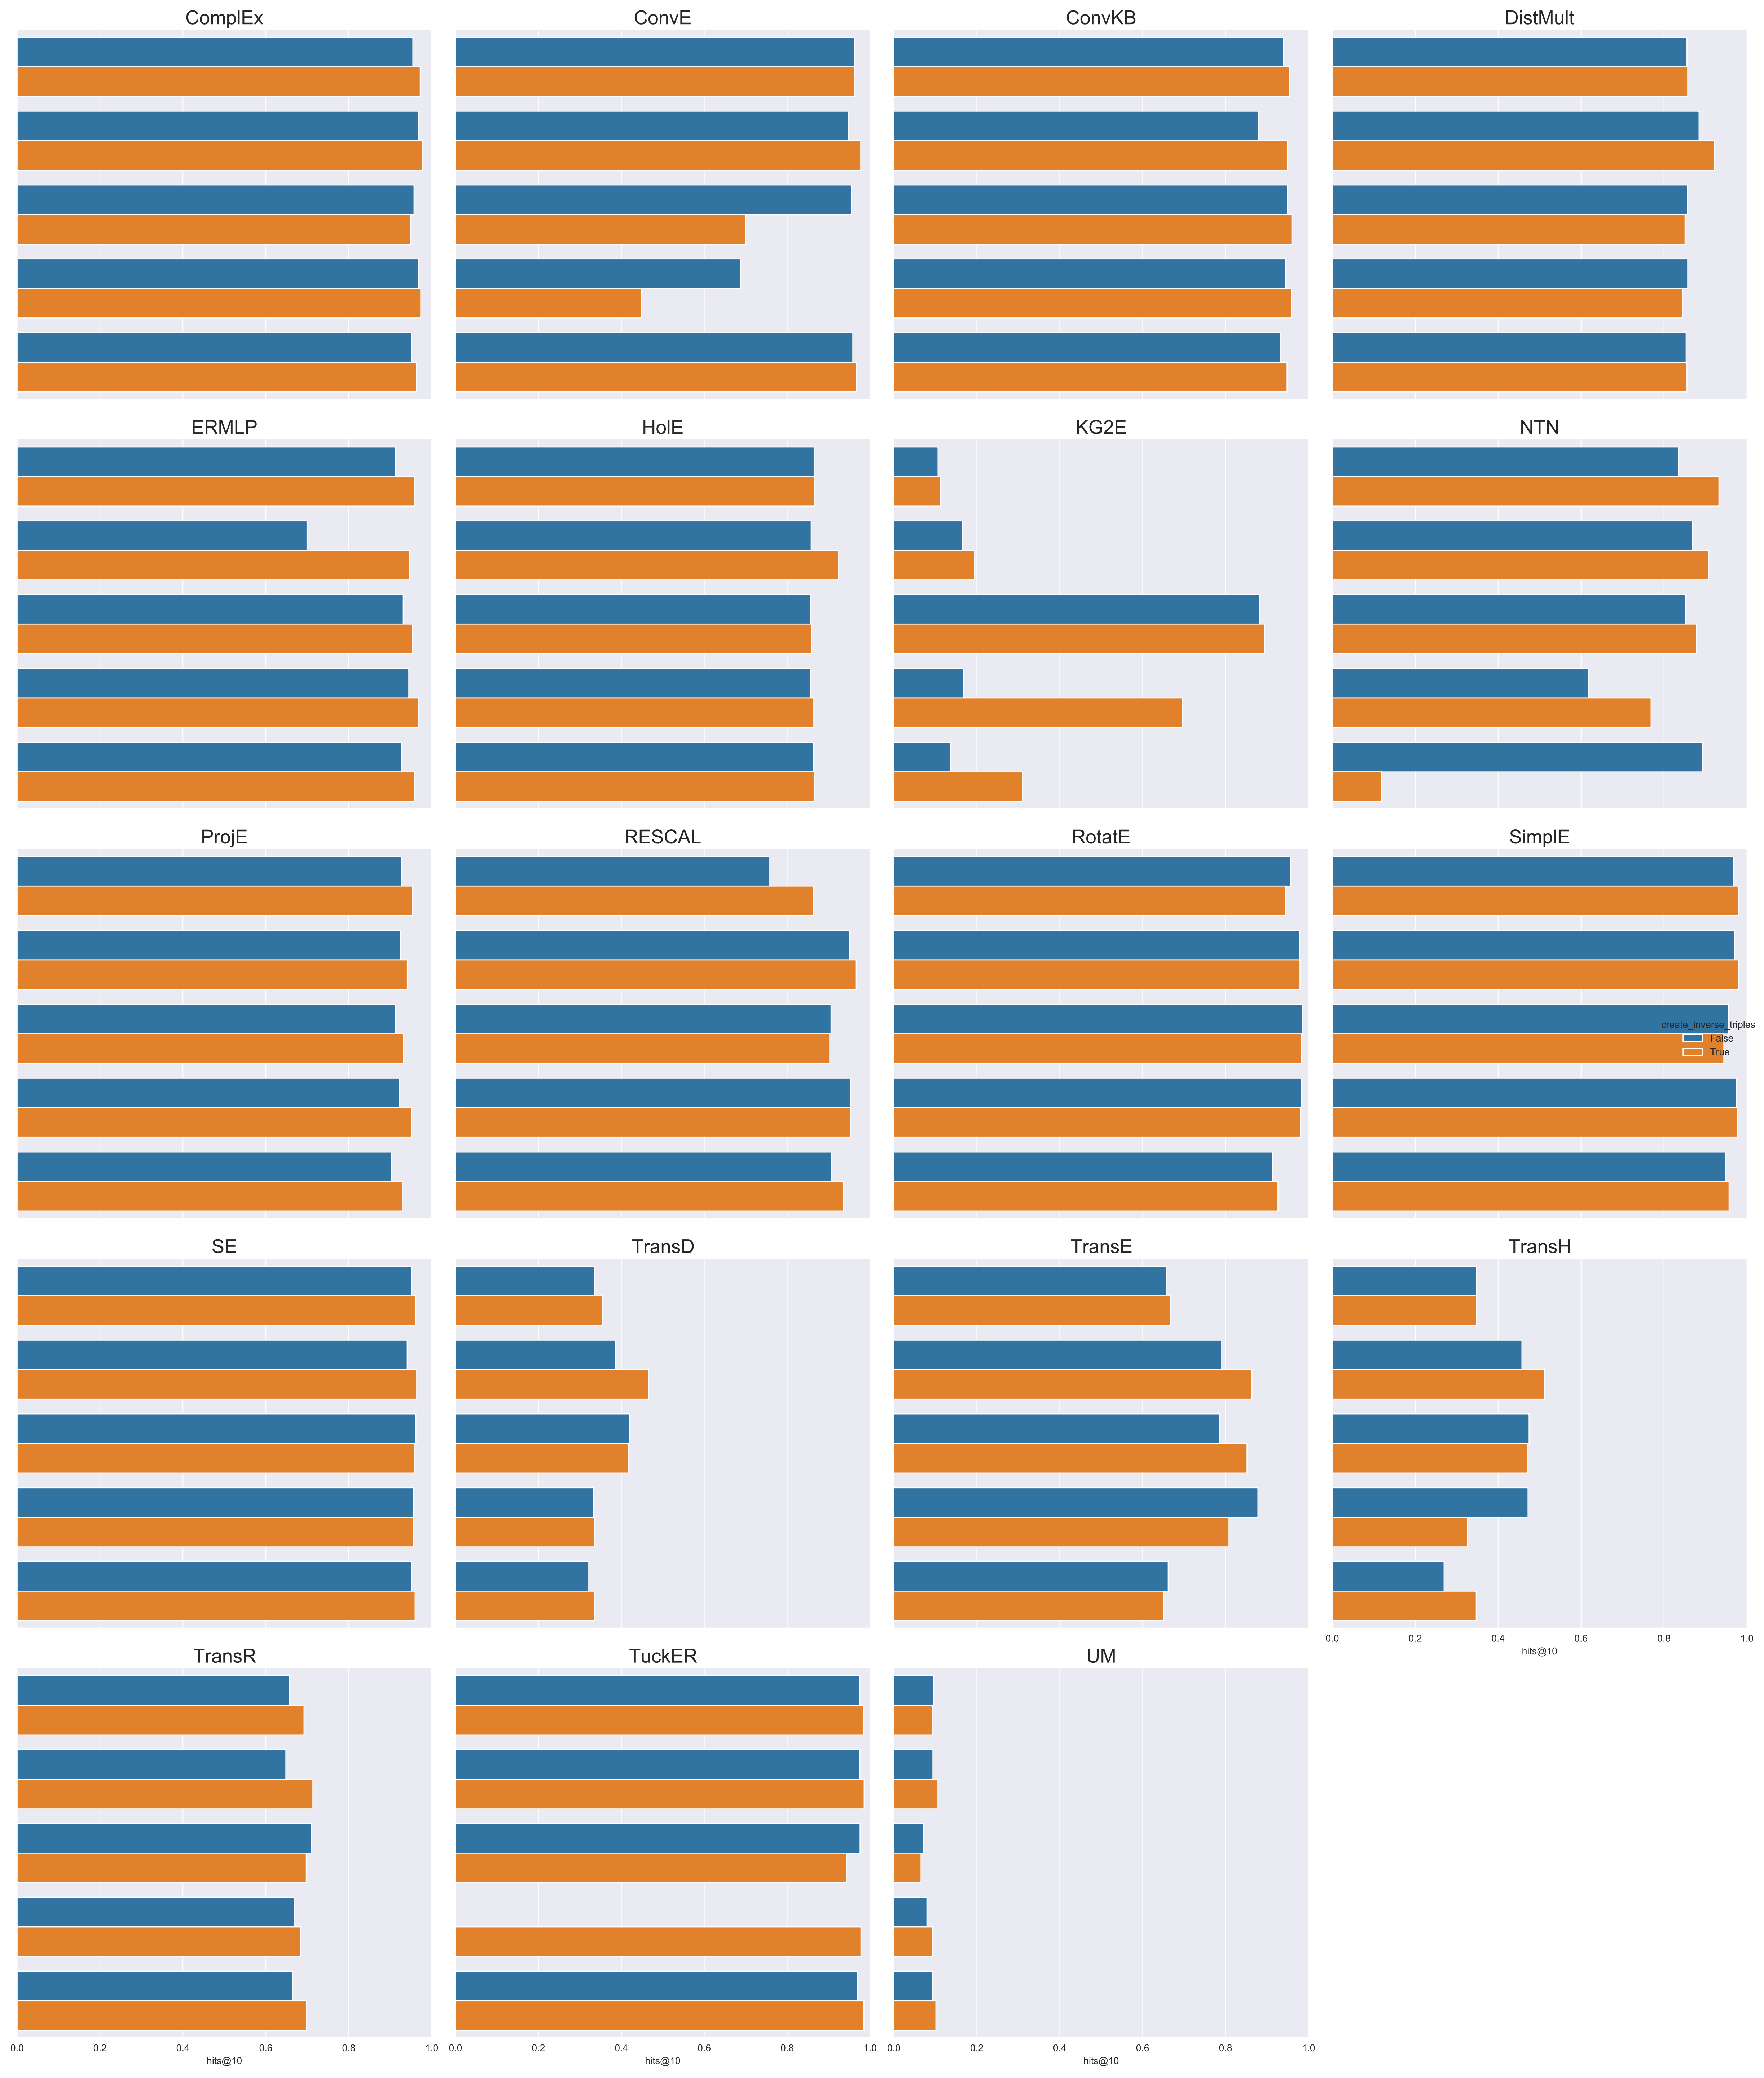 ComplEx
ConvE
ConvKB
DistMult
ERMLP
HolE
KG2E
NTN
ProjE
RESCAL
RotatE
SimplE
create_inverse_triples
False
True
SE
TransD
TransE
TransH
0.0 0.2 0.4 0.6 0.8 1.0
hits@10
TransR
TuckER
UM
0.0 0.2 0.4 0.6 0.8 1.0
hits@10
0.0 0.2 0.4 0.6 0.8 1.0
hits@10
0.0 0.2 0.4 0.6 0.8 1.0
hits@10